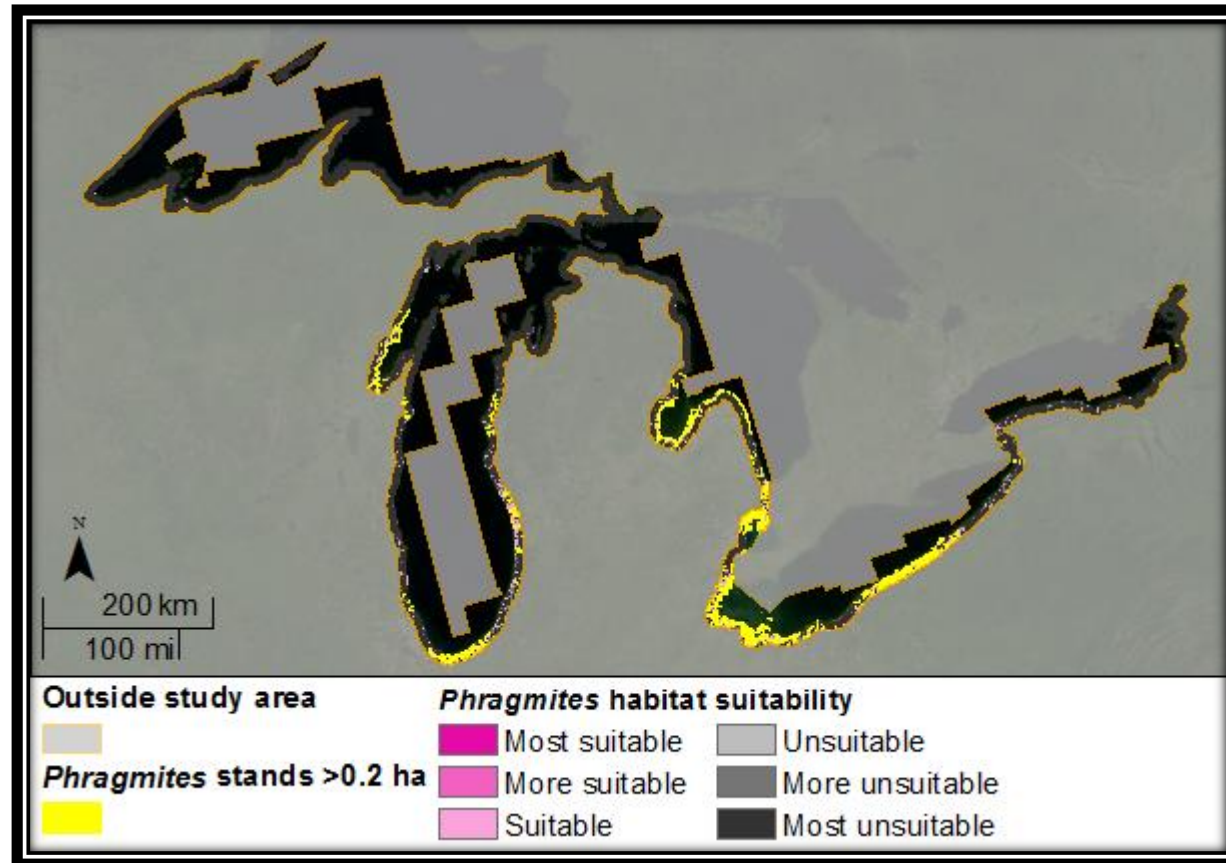 N
200 km
100 mi
Outside study area
Phragmites stands >0.2 ha
Phragmites habitat suitability
Most suitable
More suitable
Suitable
Unsuitable
More unsuitable
Most unsuitable